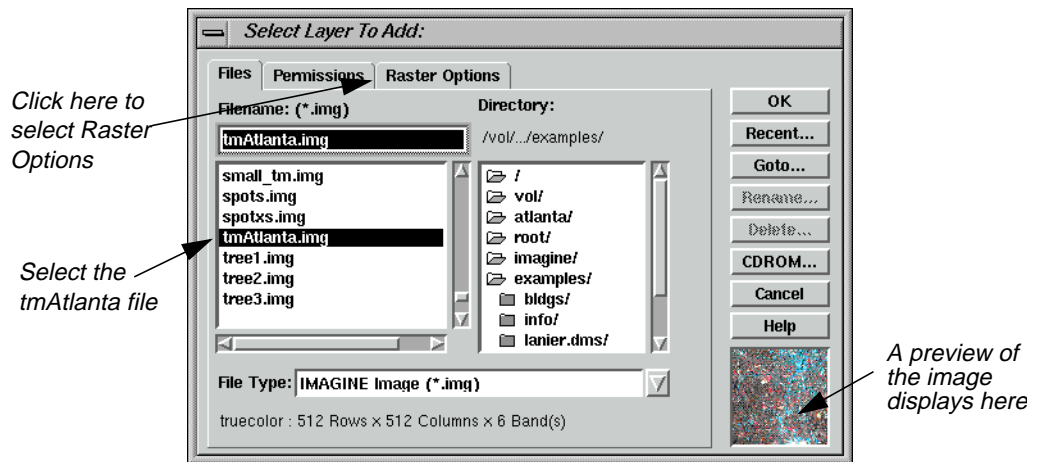 Select Layer To Add:
Files Permissions Raster Options
Click here to
select Raster
Options
Filename: (*.img)
tmAtlanta.img
small_tm.img
spots.img
spotxs.img
tmAtlanta.img
tree1.img
tree2.img
tree3.img
Select the
tmAtlanta file
Directory:
/vol/.../examples/
/
vol/
atlanta/
root/
imagine/
examples/
bldgs/
info/
lanier.dms/
File Type: IMAGINE Image (*.img)
truecolor : 512 Rows × 512 Columns × 6 Band(s)
OK
Recent...
Goto...
Rename...
Delete...
CDROM...
Cancel
Help
A preview of
the image
displays here